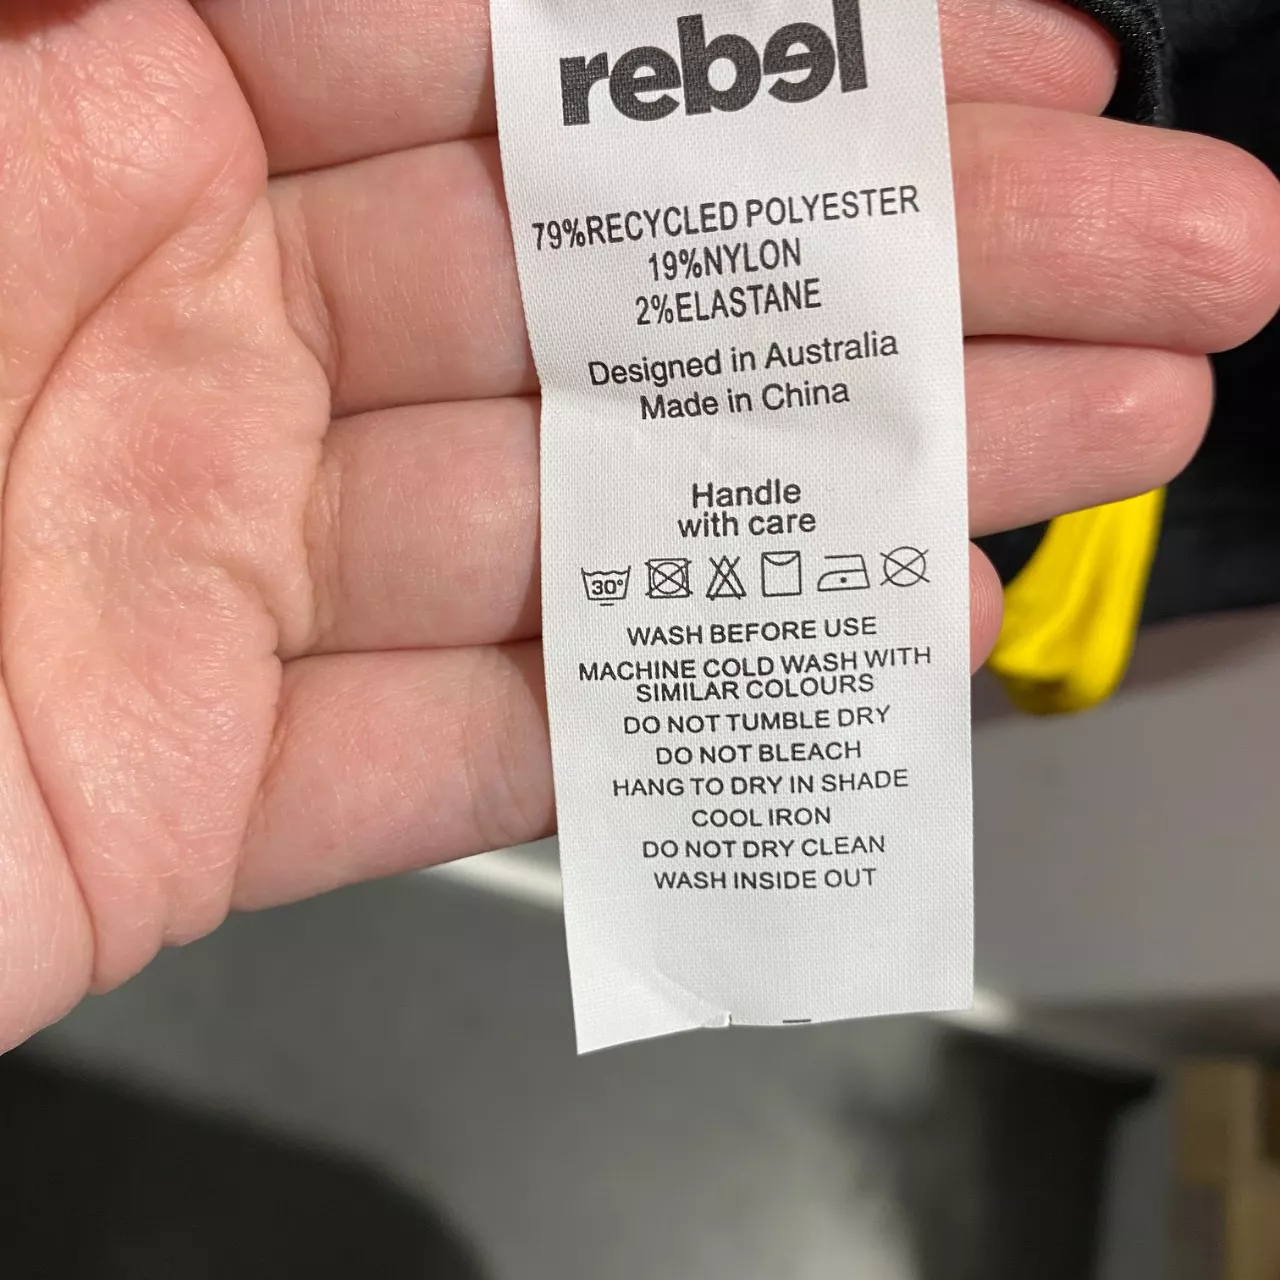 rebel
79%RECYCLED POLYESTER
19%NYLON
2%ELASTANE
Designed in Australia
Made in China
Handle
with care
30°
WASH BEFORE USE
MACHINE COLD WASH WITH
SIMILAR COLOURS
DO NOT TUMBLE DRY
DO NOT BLEACH
HANG TO DRY IN SHADE
COOL IRON
DO NOT DRY CLEAN
WASH INSIDE OUT